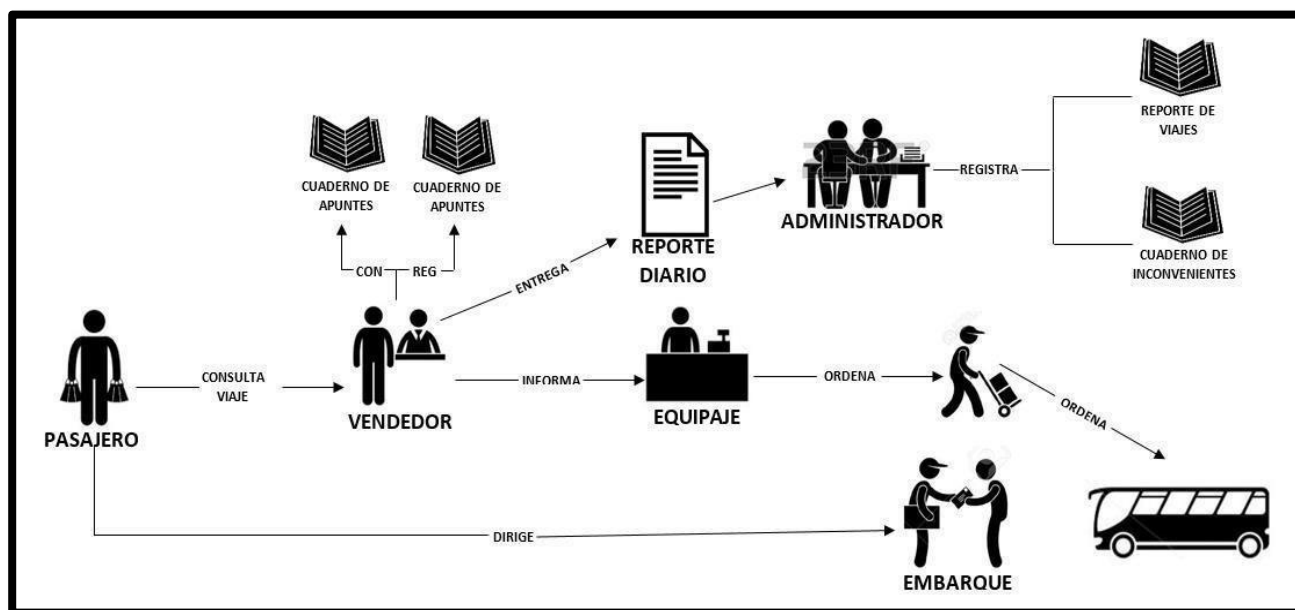 REPORTE DE
VIAJES
CUADERNO DE
APUNTES
CUADERNO DE
APUNTES
REGISTRA
ADMINISTRADOR
CUADERNO DE
INCONVENIENTES
REPORTE
DIARIO
CON
REG
ENTREGA
CONSULTA
VIAJE
INFORMA
ORDENA
ORDENA
VENDEDOR
EQUIPAJE
PASAJERO
DIRIGE
EMBARQUE